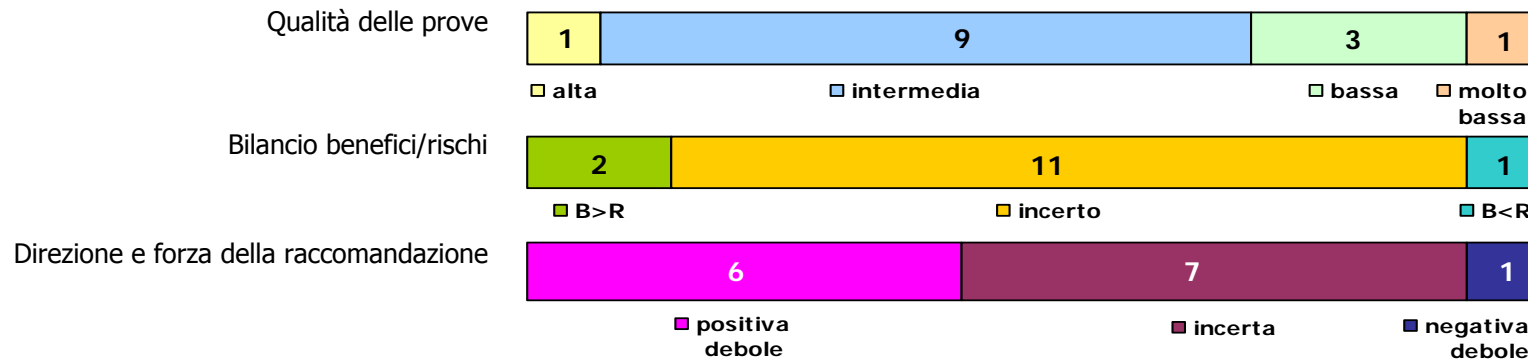 Qualità delle prove
1 9 3 1
alta intermedia bassa molto
bassa
Bilancio benefici/rischi
2 11 1
B>R incerto B<R
Direzione e forza della raccomandazione
6 7 1
positiva incerta negativa
debole debole